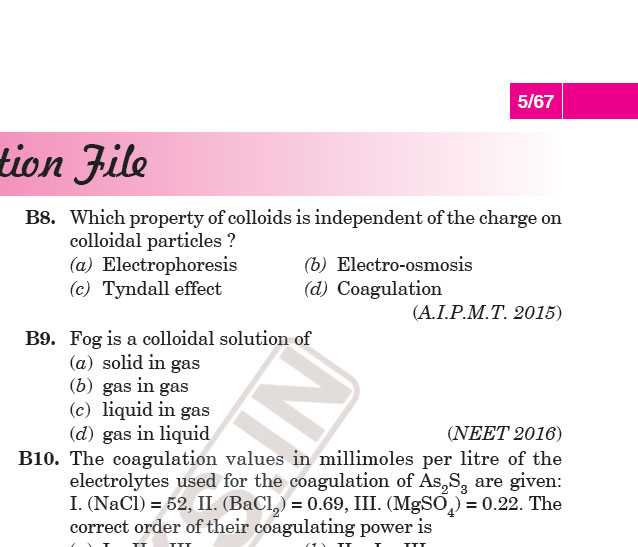 5/67
tion File
B8. Which property of colloids is independent of the charge on
colloidal particles ?
(a) Electrophoresis (b) Electro-osmosis
(c) Tyndall effect (d) Coagulation
(A.I.P.M.T. 2015)
B9. Fog is a colloidal solution of
(a) solid in gas
(b) gas in gas
(c) liquid in gas
(d) gas in liquid (NEET 2016)
B10. The coagulation values in millimoles per litre of the
electrolytes used for the coagulation of As₂S₃ are given:
I. (NaCl) = 52, II. (BaCl₂) = 0.69, III. (MgSO₄) = 0.22. The
correct order of their coagulating power is
S.IN